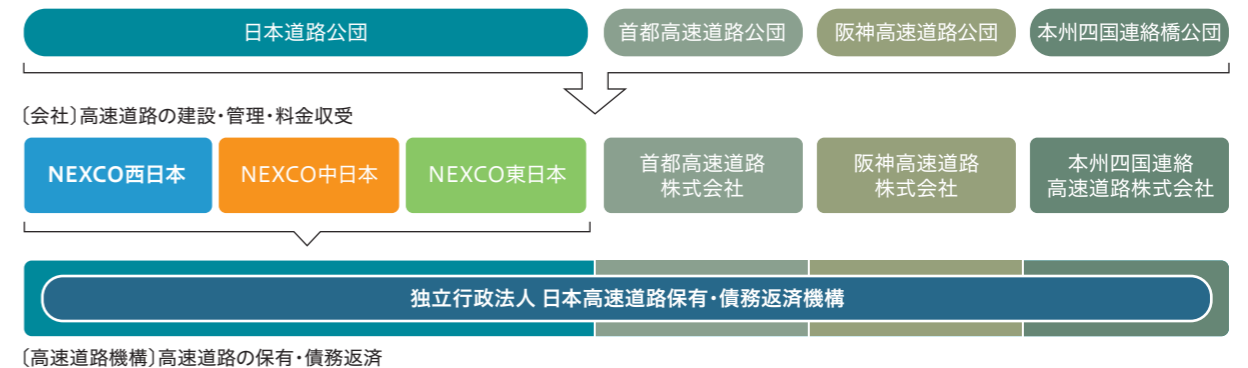 日本道路公団
首都高速道路公団
阪神高速道路公団
本州四国連絡橋公団
〔会社〕高速道路の建設・管理・料金収受
NEXCO西日本
NEXCO中日本
NEXCO東日本
首都高速道路
株式会社
阪神高速道路
株式会社
本州四国連絡
高速道路株式会社
独立行政法人 日本高速道路保有・債務返済機構
〔高速道路機構〕高速道路の保有・債務返済